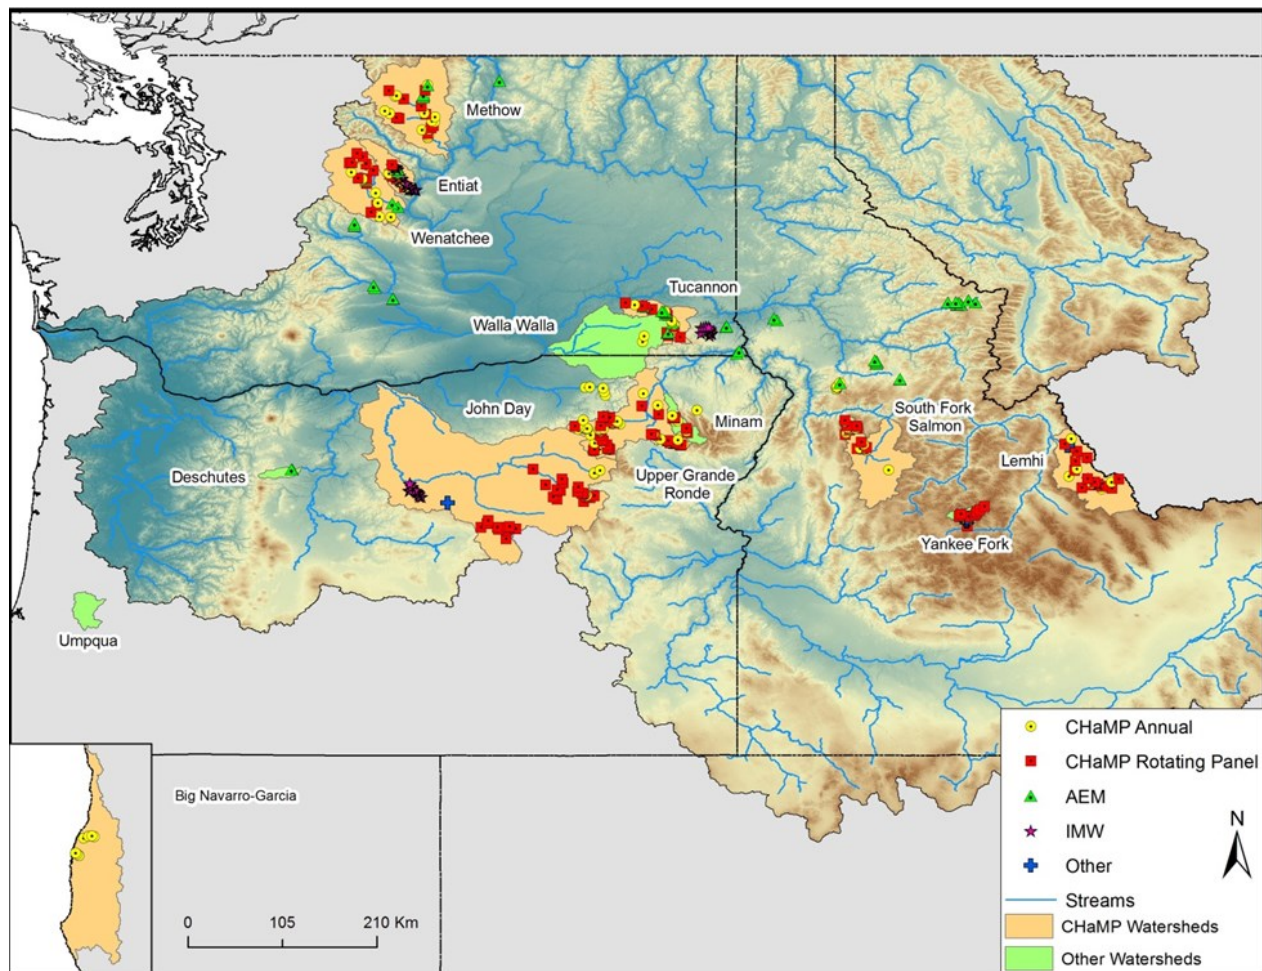 Methow
Entiat
Wenatchee
Tucannon
Walla Walla
John Day
Minam
South Fork
Salmon
Lemhi
Deschutes
Upper Grande
Ronde
Yankee Fork
Umpqua
Big Navarro-Garcia
0 105 210 Km
CHaMP Annual
CHaMP Rotating Panel
AEM
IMW
Other
Streams
CHaMP Watersheds
Other Watersheds
N